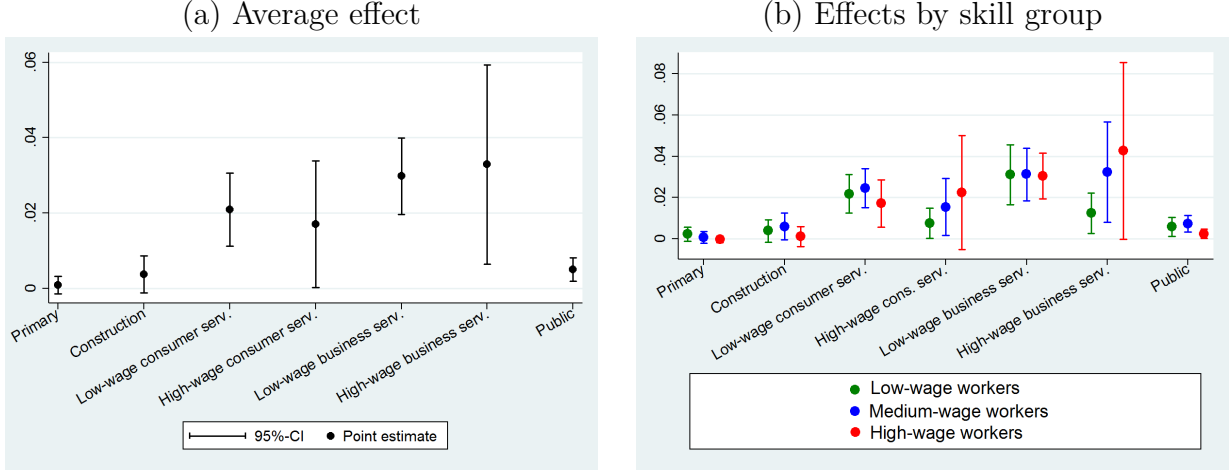 (a) Average effect
.06
.04
.02
0
Primary
Construction
Low-wage consumer serv.
High-wage consumer serv.
Low-wage business serv.
High-wage business serv.
Public
95%-CI
Point estimate
(b) Effects by skill group
.08
.06
.04
.02
0
Primary
Construction
Low-wage consumer serv.
High-wage cons. serv.
Low-wage business serv.
High-wage business serv.
Public
Low-wage workers
Medium-wage workers
High-wage workers